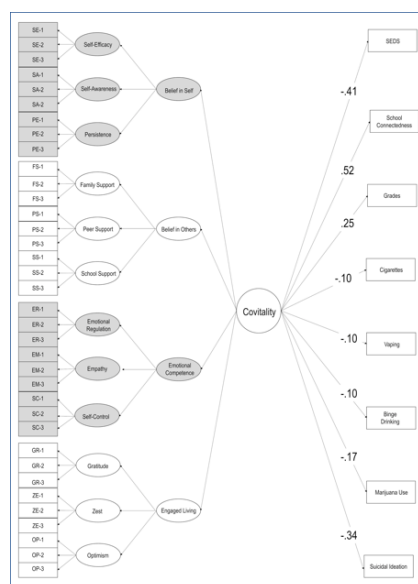 SE-1
SE-2
SE-3
Self-Efficacy
SA-1
SA-2
SA-2
Self-Awareness
PE-1
PE-2
PE-3
Persistence
Belief in Self
FS-1
FS-2
FS-3
Family Support
PS-1
PS-2
PS-3
Peer Support
SS-1
SS-2
SS-3
School Support
Belief in Others
ER-1
ER-2
ER-3
Emotional
Regulation
EM-1
EM-2
EM-3
Empathy
SC-1
SC-2
SC-3
Self-Control
Emotional
Competence
GR-1
GR-2
GR-3
Gratitude
ZE-1
ZE-2
ZE-3
Zest
OP-1
OP-2
OP-3
Optimism
Engaged Living
Covitality
-.41
SEDS
.52
School
Connectedness
.25
Grades
-.10
Cigarettes
-.10
Vaping
-.10
Binge
Drinking
-.17
Marijuana Use
-.34
Suicidal Ideation